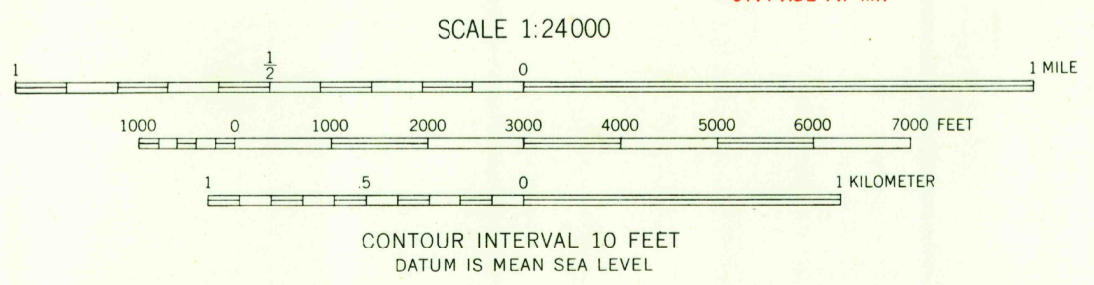 SCALE 1:24000
1 1/2 0 1 MILE
1000 0 1000 2000 3000 4000 5000 6000 7000 FEET
1 .5 0 1 KILOMETER
CONTOUR INTERVAL 10 FEET
DATUM IS MEAN SEA LEVEL